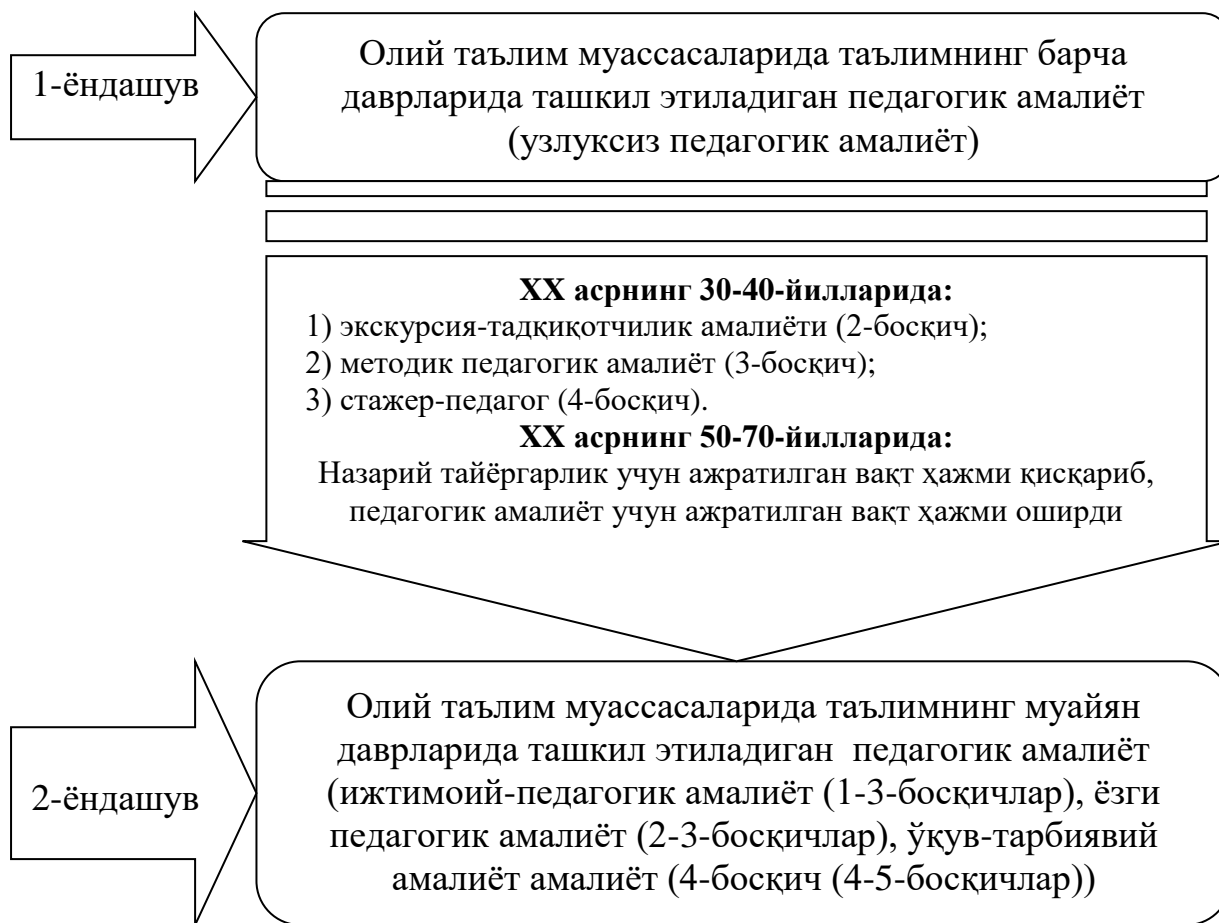 1-ёндашув
Олий таълим муассасаларида таълимнинг барча
даврларида ташкил этиладиган педагогик амалиёт
(узлуксиз педагогик амалиёт)
ХХ асрнинг 30-40-йилларида:
1) экскурсия-тадқиқотчилик амалиёти (2-босқич);
2) методик педагогик амалиёт (3-босқич);
3) стажер-педагог (4-босқич).
ХХ асрнинг 50-70-йилларида:
Назарий тайёргарлик учун ажратилган вақт ҳажми қисқариб,
педагогик амалиёт учун ажратилган вақт ҳажми оширди
2-ёндашув
Олий таълим муассасаларида таълимнинг муайян
даврларида ташкил этиладиган педагогик амалиёт
(ижтимоий-педагогик амалиёт (1-3-босқичлар), ёзги
педагогик амалиёт (2-3-босқичлар), ўқув-тарбиявий
амалиёт амалиёт (4-босқич (4-5-босқичлар))